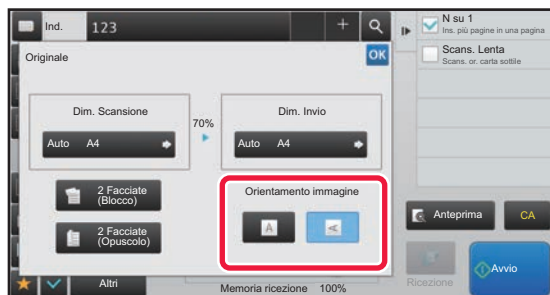 Ind.
123
N su 1
Ins. più pagine in una pagina
Scans. Lenta
Scans. or. carta sottile
Originale
OK
Dim. Scansione
70%
Dim. Invio
Auto A4
Auto A4
2 Facciate
(Blocco)
2 Facciate
(Opuscolo)
Orientamento immagine
A
A
Anteprima
CA
Altri
Memoria ricezione 100%
Ricezione
Avvio